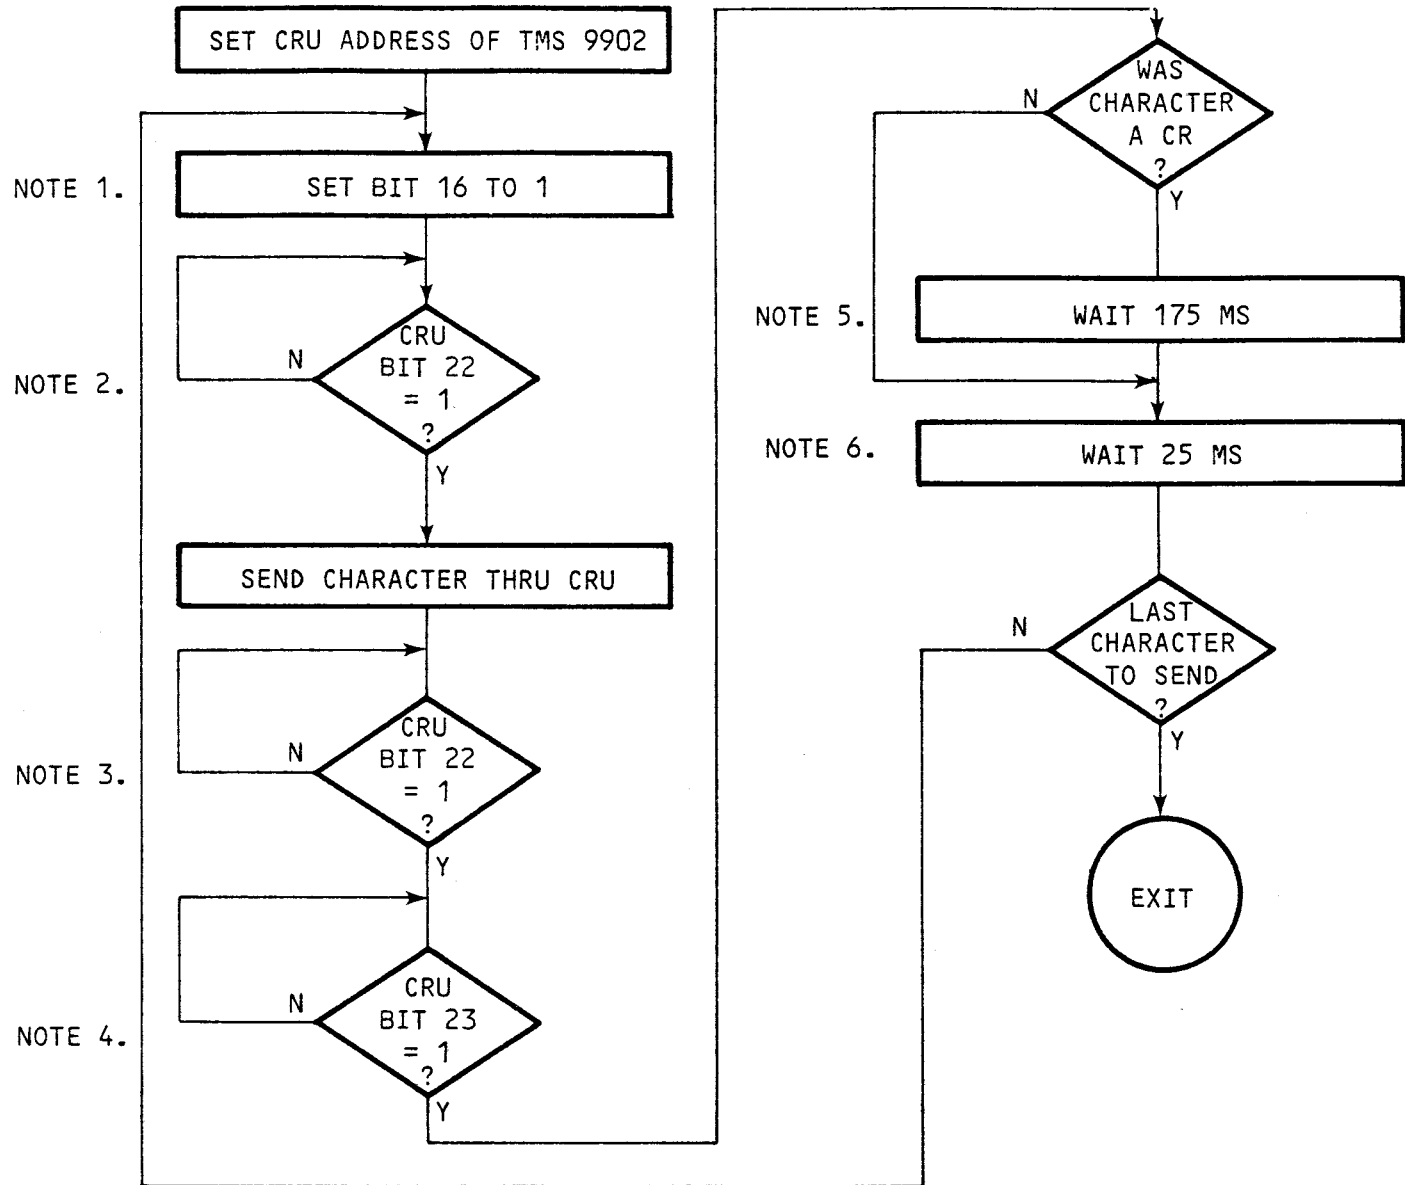 SET CRU ADDRESS OF TMS 9902
NOTE 1.
SET BIT 16 TO 1
NOTE 2.
N
CRU
BIT 22
= 1
?
Y
SEND CHARACTER THRU CRU
NOTE 3.
N
CRU
BIT 22
= 1
?
Y
NOTE 4.
N
CRU
BIT 23
= 1
?
Y
N
WAS
CHARACTER
A CR
?
Y
NOTE 5.
WAIT 175 MS
NOTE 6.
WAIT 25 MS
N
LAST
CHARACTER
TO SEND
?
Y
EXIT